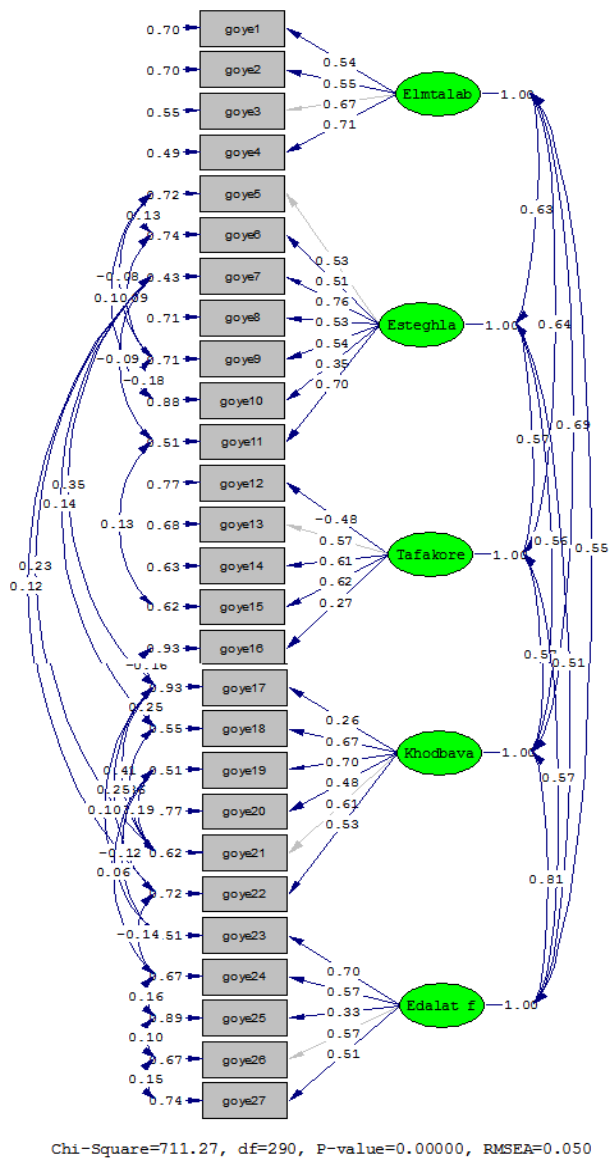 0.70 goye1
0.54
0.70 goye2
0.55
Elmtalab 1.00
0.55 goye3
0.67
0.49 goye4
0.71
0.72 goye5
0.13
0.63
0.74 goye6
0.53
-0.08
0.43 goye7
0.51
0.76
0.10
0.71 goye8
0.53
Esteghla 1.00
0.64
-0.09
0.71 goye9
0.54
-0.18
0.35
0.88 goye10
0.70
0.51 goye11
0.57
0.69
0.77 goye12
0.35
0.14
-0.48
0.13
0.68 goye13
0.57
0.56
0.55
0.23
0.63 goye14
0.61
Tafakore 1.00
0.12
0.62 goye15
0.62
0.27
0.93 goye16
0.57
0.51
-0.16
0.93 goye17
0.25
0.26
0.55 goye18
0.67
Khodbava 1.00
0.41
0.51 goye19
0.70
0.57
0.25
0.48
0.10
.19
.77 goye20
0.61
-0.12
0.62 goye21
0.53
0.06
0.72 goye22
0.81
-0.14
.51 goye23
0.70
0.67 goye24
0.57
0.16
0.89 goye25
0.33
Edalat f 1.00
0.10
0.67 goye26
0.57
0.15
0.51
0.74 goye27
Chi-Square=711.27, df=290, P-value=0.00000, RMSEA=0.050